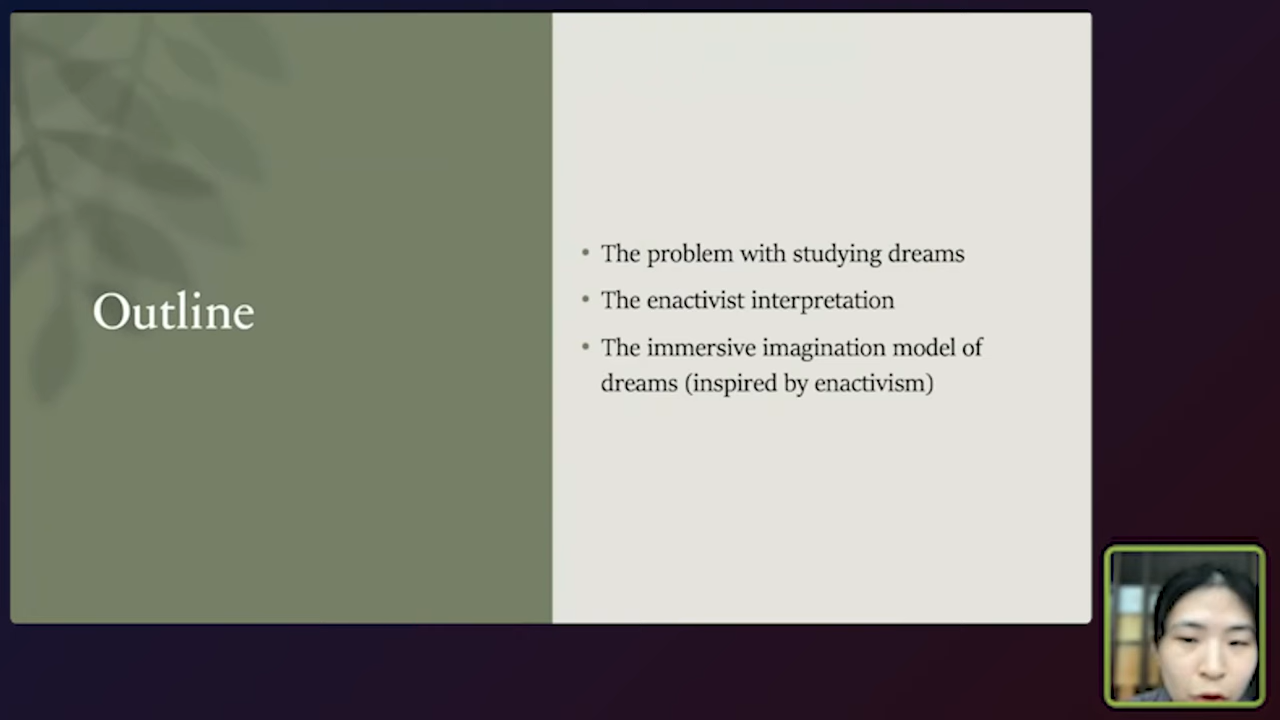 Outline
• The problem with studying dreams
• The enactivist interpretation
• The immersive imagination model of
dreams (inspired by enactivism)